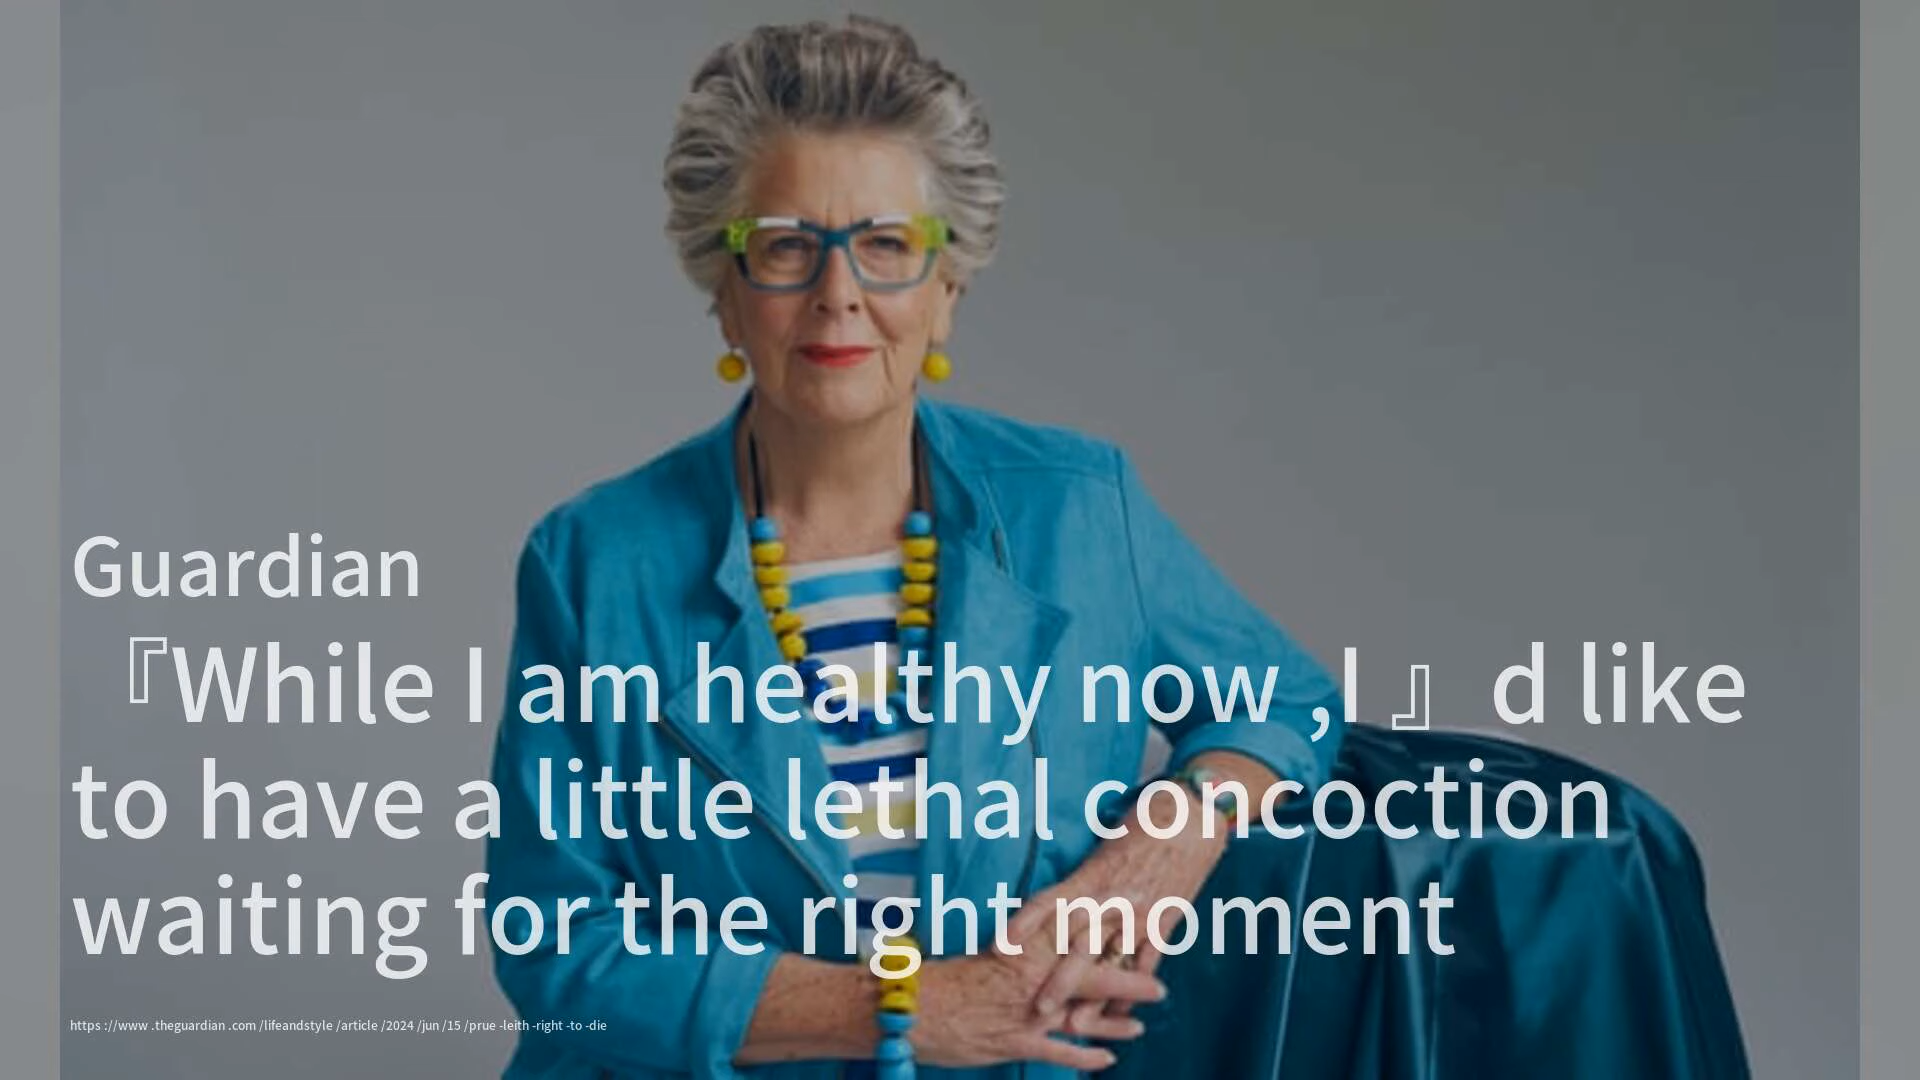 Guardian
『While I am healthy now ,I 』 d like
to have a little lethal concoction
waiting for the right moment
https ://www .theguardian .com /lifeandstyle /article /2024 /jun /15 /prue -leith -right -to -die